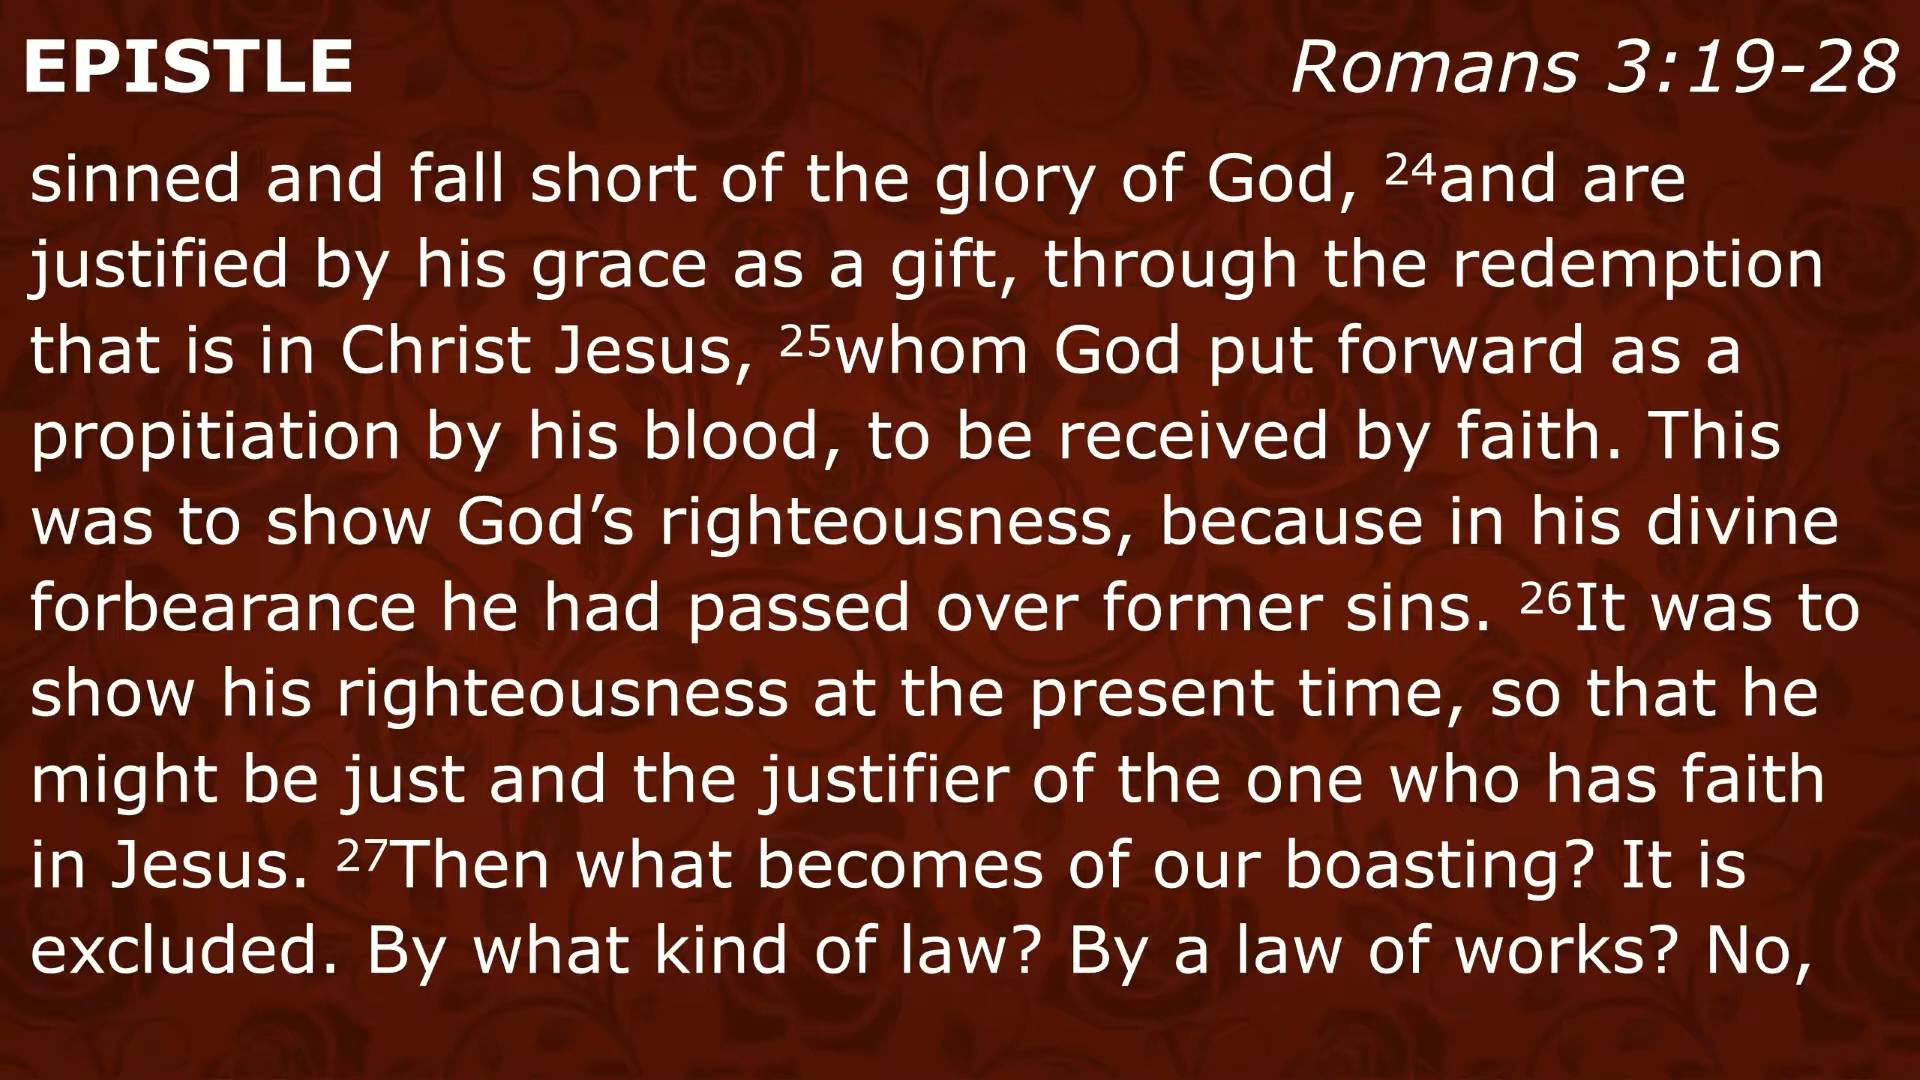 EPISTLE
Romans 3:19-28
sinned and fall short of the glory of God, ²⁴and are
justified by his grace as a gift, through the redemption
that is in Christ Jesus, ²⁵whom God put forward as a
propitiation by his blood, to be received by faith. This
was to show God’s righteousness, because in his divine
forbearance he had passed over former sins. ²⁶It was to
show his righteousness at the present time, so that he
might be just and the justifier of the one who has faith
in Jesus. ²⁷Then what becomes of our boasting? It is
excluded. By what kind of law? By a law of works? No,